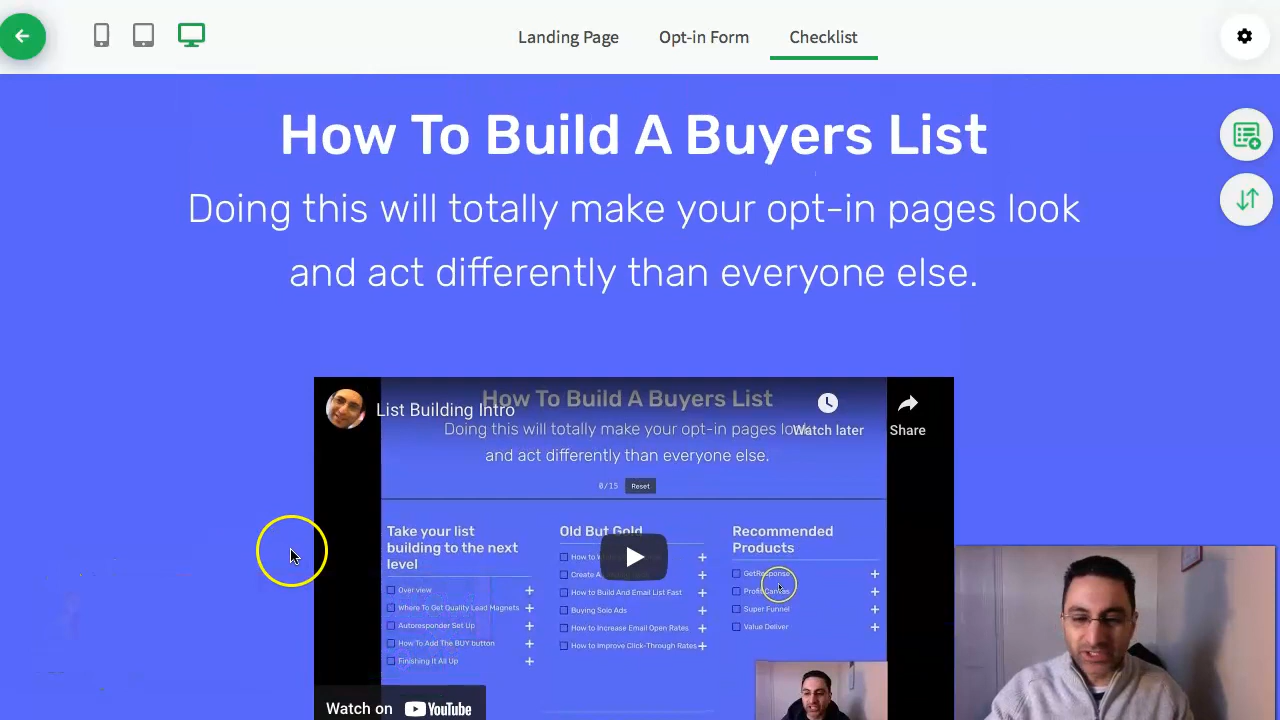 Landing Page
Opt-in Form
Checklist
How To Build A Buyers List
Doing this will totally make your opt-in pages look
and act differently than everyone else.
List Building Intro
Watch later
Share
How To Build A Buyers List
Doing this will totally make your opt-in pages look
and act differently than everyone else.
0/15
Reset
Take your list
building to the next
level
Over view
Where To Get Quality Lead Magnets
Autoresponder Set Up
How To Add The BUY button
Finishing It All Up
Old But Gold
How to
Create A
How to Build And Email List Fast
Buying Solo Ads
How to Increase Email Open Rates
How to Improve Click-Through Rates
Recommended
Products
GetResponse
Profit Canvas
Super Funnel
Value Deliver
Watch on YouTube